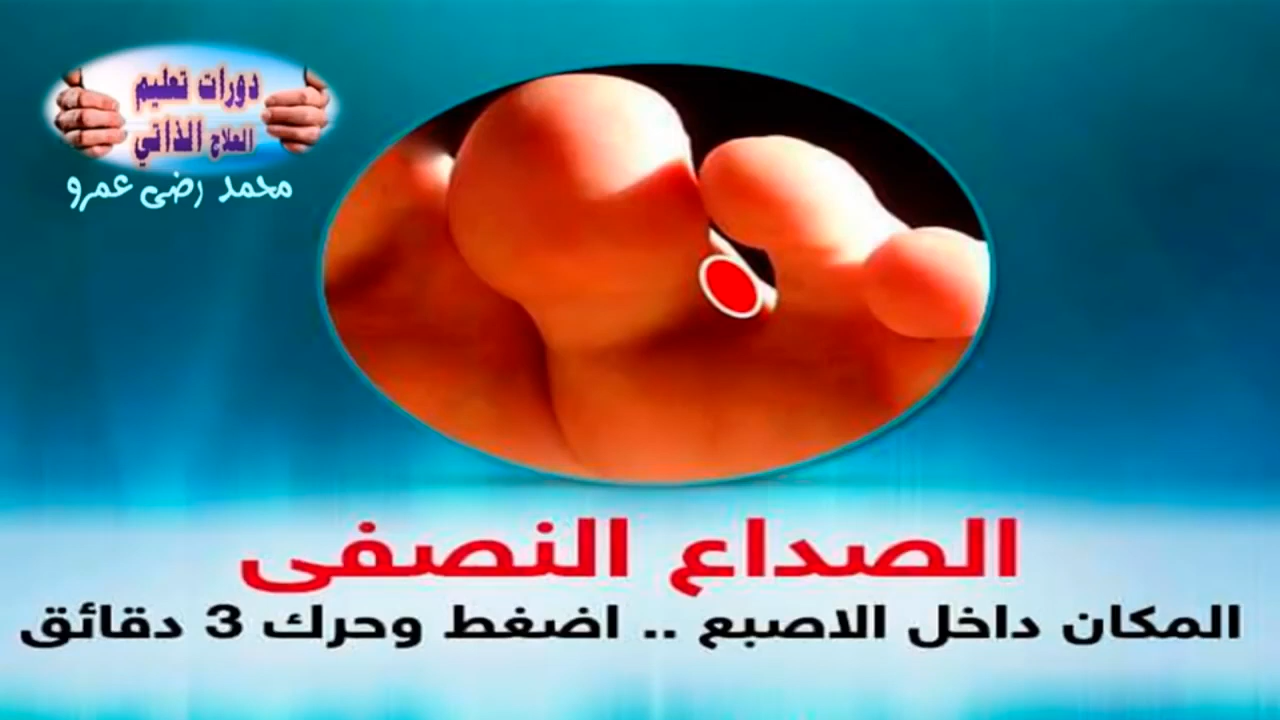 دورات تعليم
العلاج الذاتي
محمد رضى عمرو
الصداع النصفى
المكان داخل الاصبع .. اضغط وحرك 3 دقائق